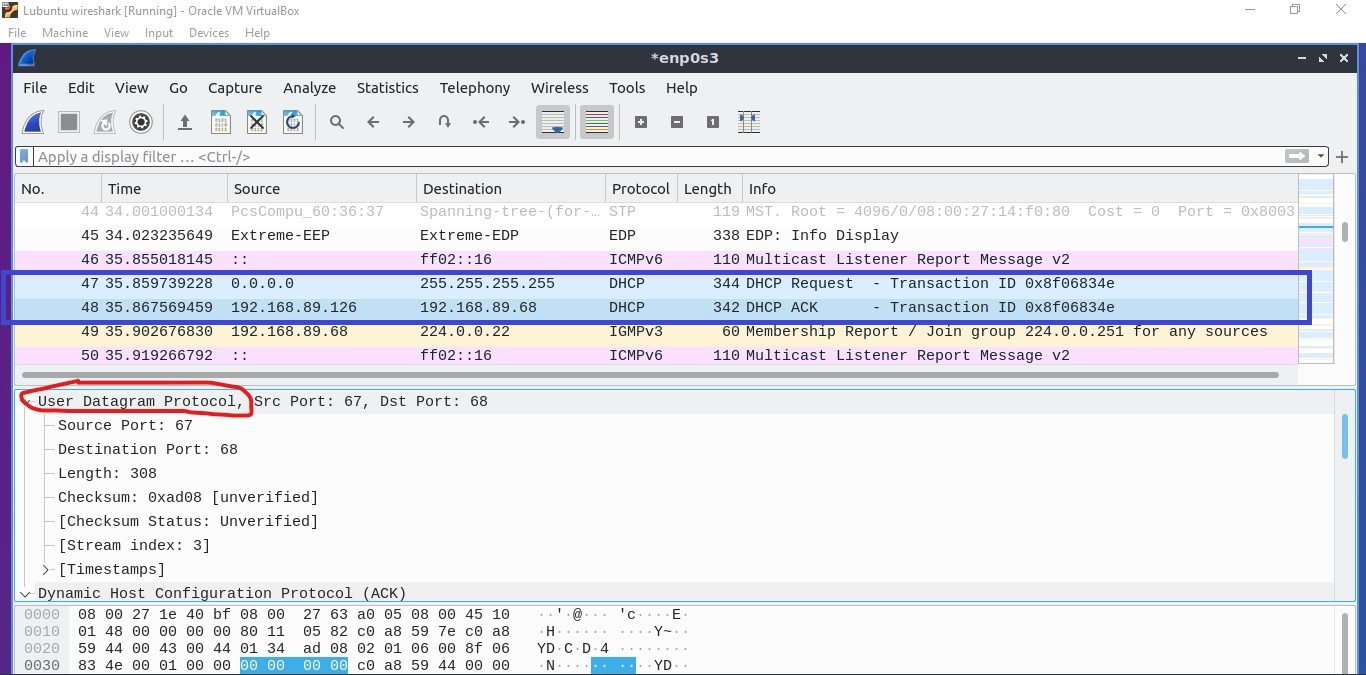 Lubuntu wireshark [Running] - Oracle VM VirtualBox
File Machine View Input Devices Help
*enp0s3
File Edit View Go Capture Analyze Statistics Telephony Wireless Tools Help
Apply a display filter … <Ctrl-/>
No. Time Source Destination Protocol Length Info
44 34.001000134 PcsCompu_60:36:37 Spanning-tree-(for-… STP 119 MST. Root = 4096/0/08:00:27:14:f0:80 Cost = 0 Port = 0x8003
45 34.023235649 Extreme-EEP Extreme-EDP EDP 338 EDP: Info Display
46 35.855018145 :: ff02::16 ICMPv6 110 Multicast Listener Report Message v2
47 35.859739228 0.0.0.0 255.255.255.255 DHCP 344 DHCP Request - Transaction ID 0x8f06834e
48 35.867569459 192.168.89.126 192.168.89.68 DHCP 342 DHCP ACK - Transaction ID 0x8f06834e
49 35.902676830 192.168.89.68 224.0.0.22 IGMPv3 60 Membership Report / Join group 224.0.0.251 for any sources
50 35.919266792 :: ff02::16 ICMPv6 110 Multicast Listener Report Message v2
User Datagram Protocol, Src Port: 67, Dst Port: 68
Source Port: 67
Destination Port: 68
Length: 308
Checksum: 0xad08 [unverified]
[Checksum Status: Unverified]
[Stream index: 3]
[Timestamps]
Dynamic Host Configuration Protocol (ACK)
0000 08 00 27 1e 40 bf 08 00 27 63 a0 05 08 00 45 10 ··'·@··· 'c····E·
0010 01 48 00 00 00 00 80 11 05 82 c0 a8 59 7e c0 a8 ·H······ ····Y~··
0020 59 44 00 43 00 44 01 34 ad 08 02 01 06 00 8f 06 YD·C·D·4 ········
0030 83 4e 00 01 00 00 00 00 00 00 c0 a8 59 44 00 00 ·N······ ····YD··